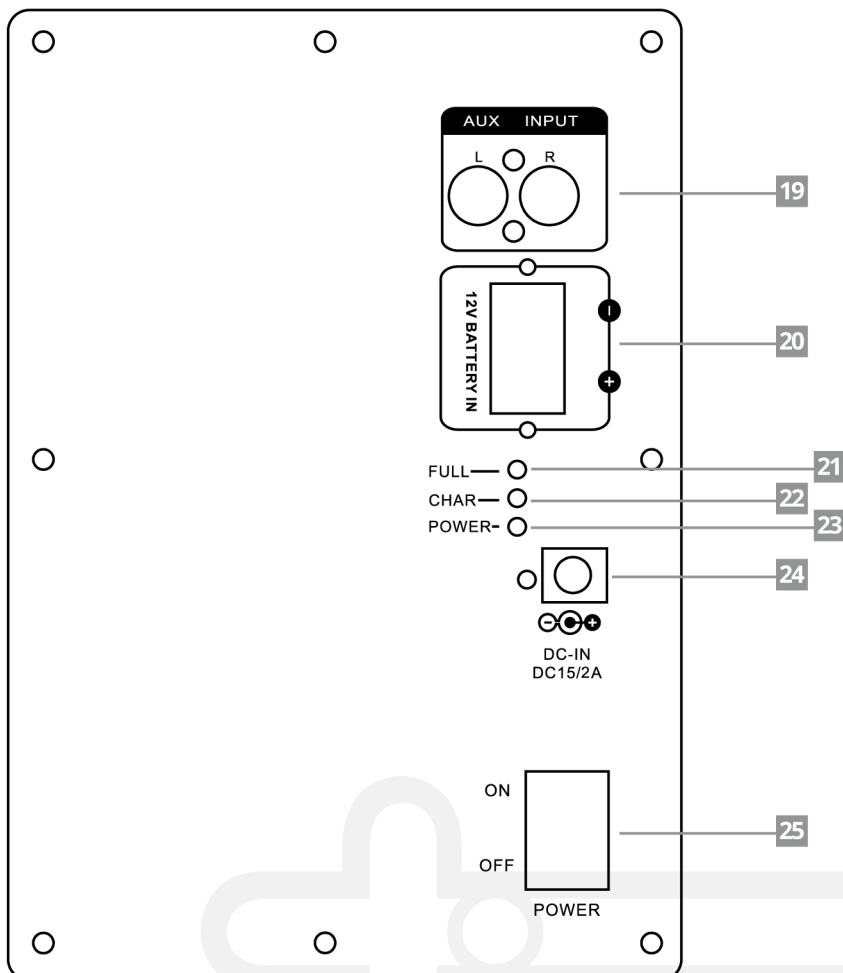 AUX INPUT
L R
19
12V BATTERY IN
−
+
20
FULL
21
CHAR
22
POWER
23
24
− +
DC-IN
DC15/2A
ON
OFF
25
POWER